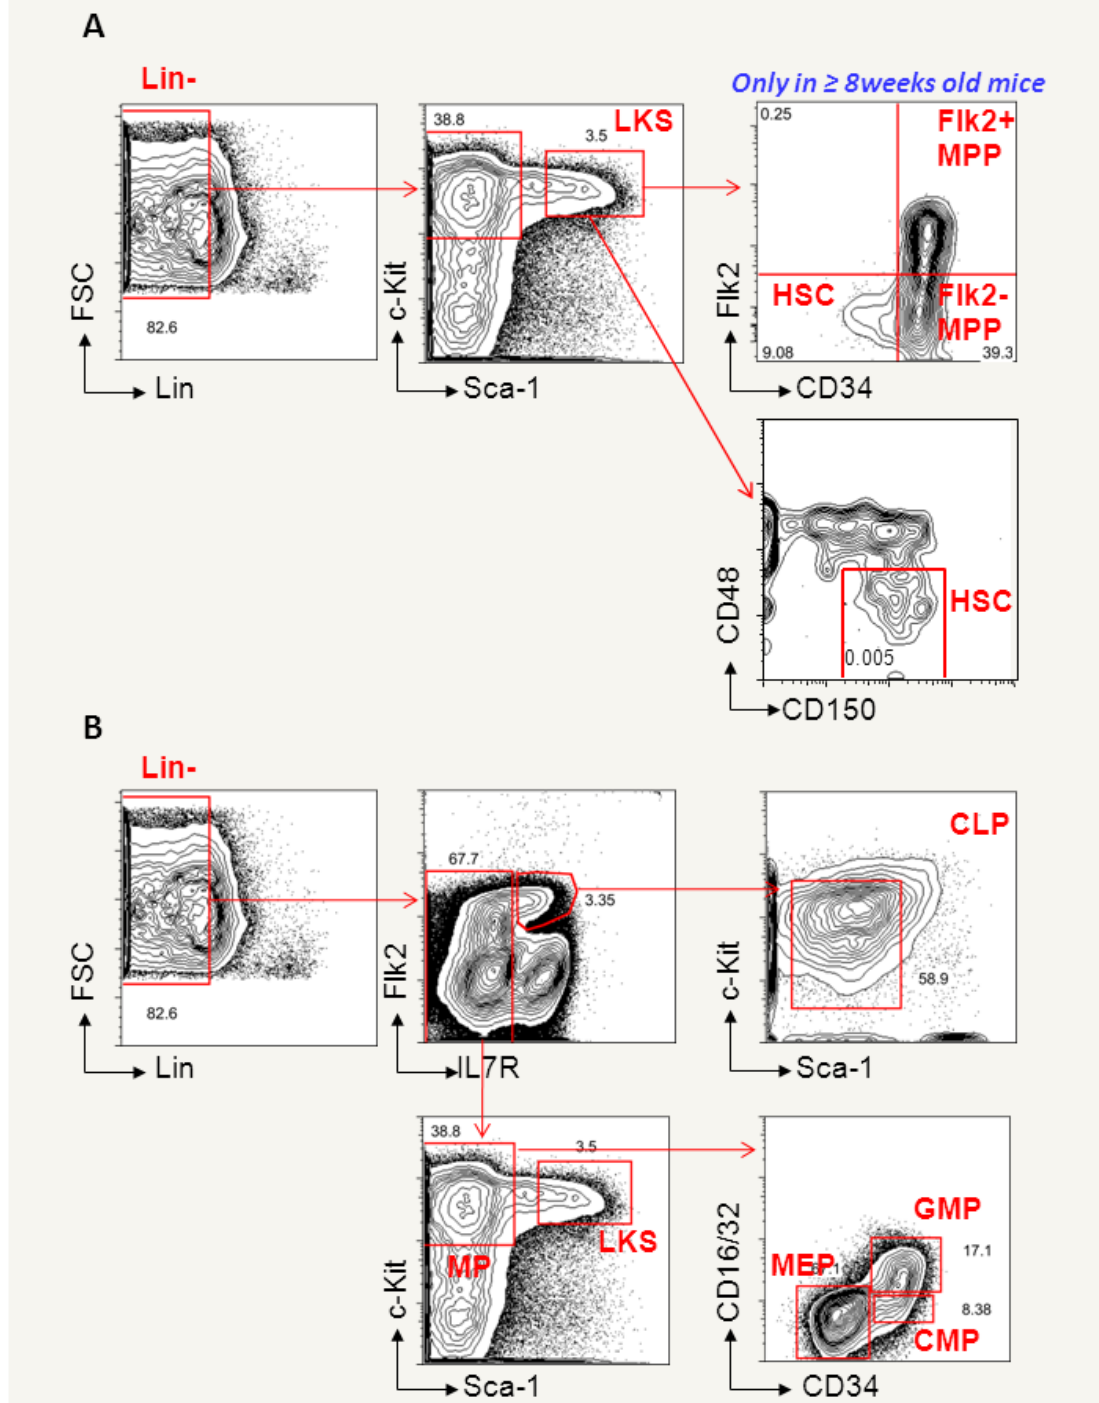 A
Lin-
Only in ≥ 8weeks old mice
38.8
LKS
3.5
0.25
Flk2+
MPP
HSC
Flk2-
MPP
9.08
39.3
82.6
FSC
Lin
c-Kit
Sca-1
Flk2
CD34
CD48
HSC
0.005
CD150
B
Lin-
67.7
3.35
CLP
58.9
82.6
FSC
Lin
Flk2
IL7R
c-Kit
Sca-1
38.8
3.5
LKS
MP
c-Kit
Sca-1
GMP
17.1
MEP
8.38
CMP
CD16/32
CD34